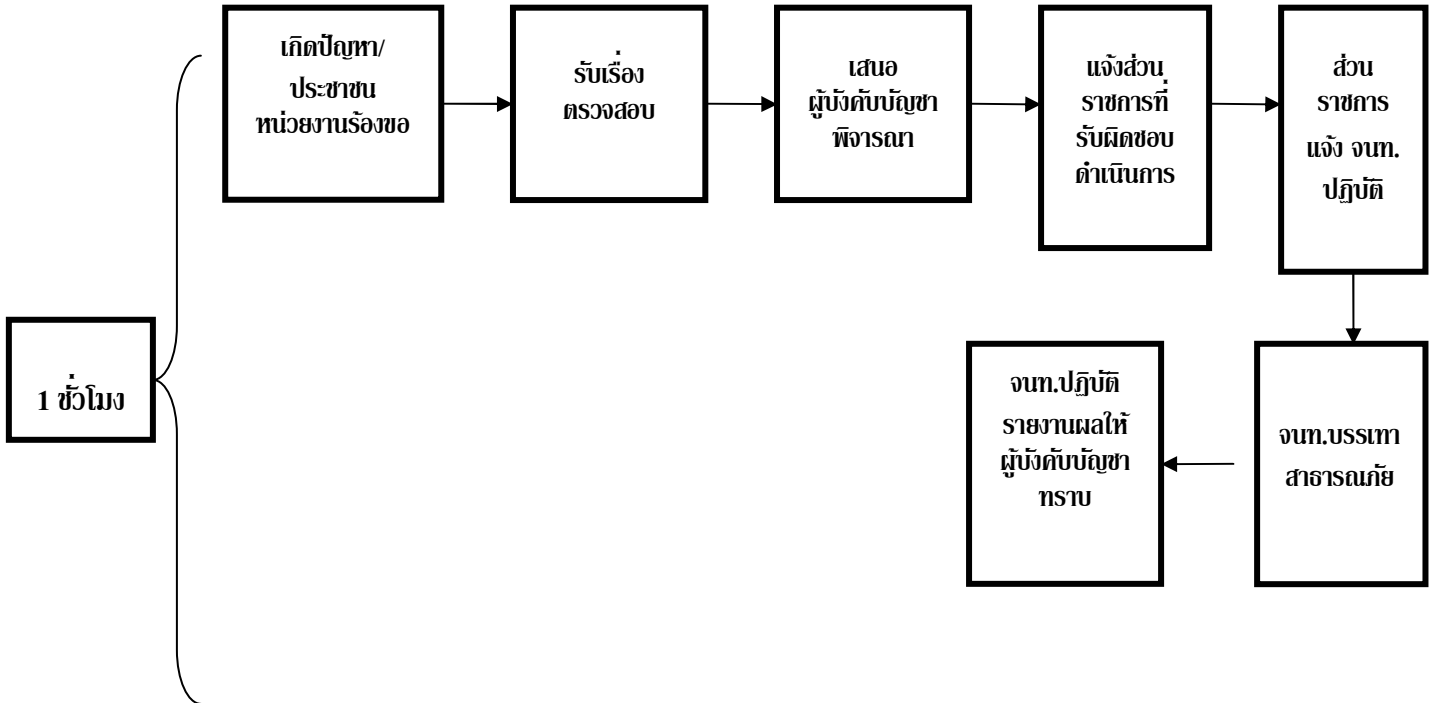 เกิดปัญหา/
ประชาชน
หน่วยงานร้องขอ
รับเรื่อง
ตรวจสอบ
เสนอ
ผู้บังคับบัญชา
พิจารณา
แจ้งส่วน
ราชการที่
รับผิดชอบ
ดำเนินการ
ส่วน
ราชการ
แจ้ง จนท.
ปฏิบัติ
1 ชั่วโมง
จนท.บรรเทา
สาธารณภัย
จนท.ปฏิบัติ
รายงานผลให้
ผู้บังคับบัญชา
ทราบ